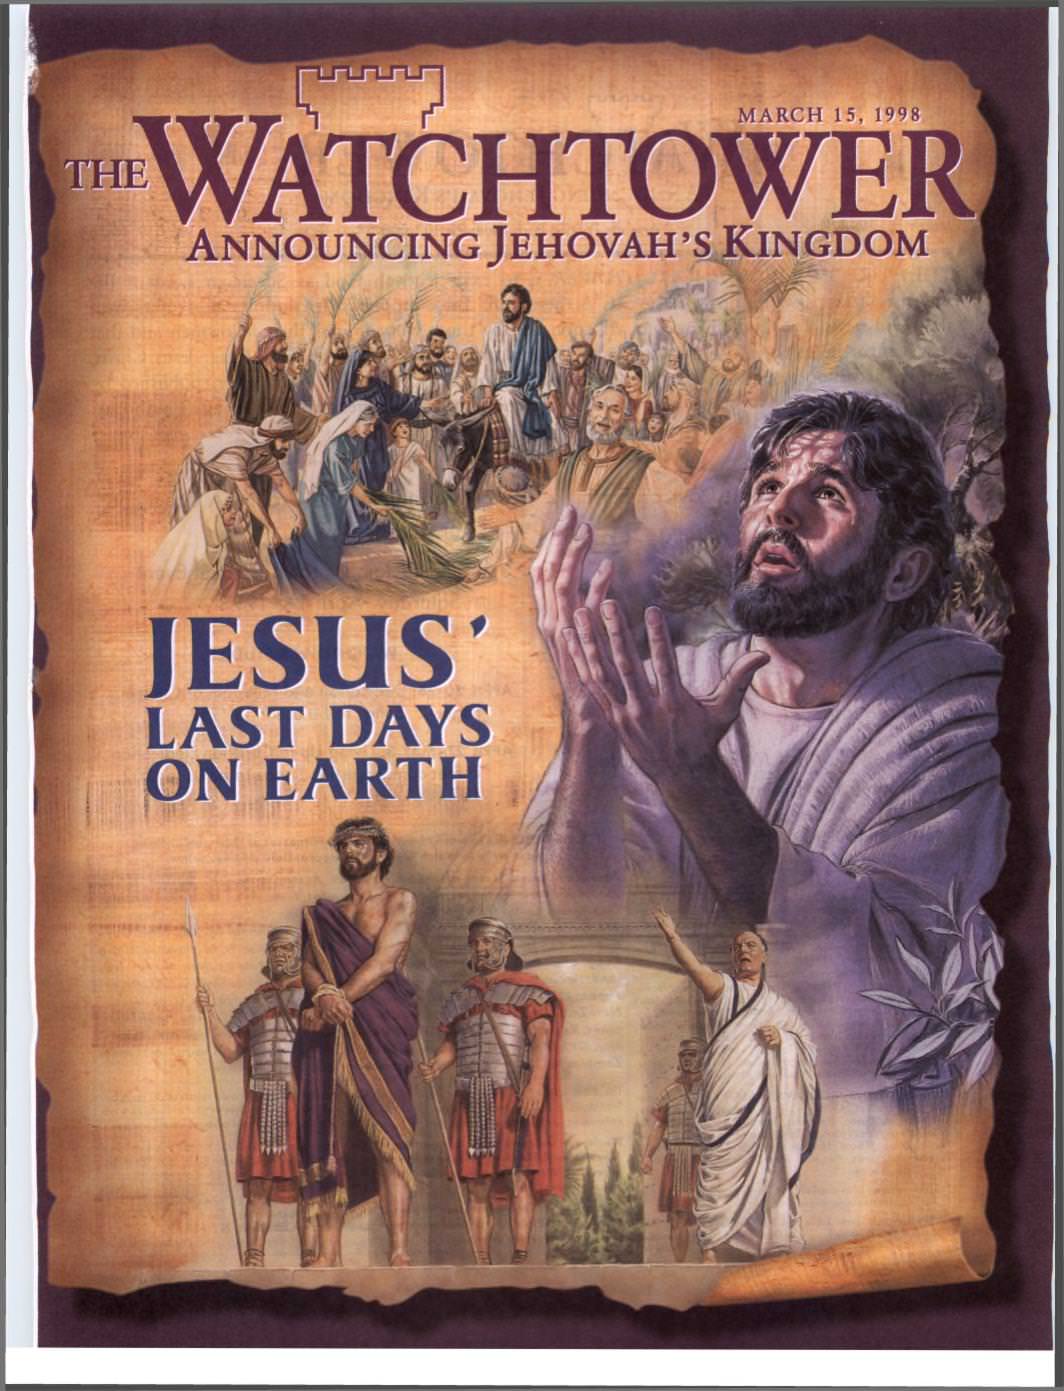 MARCH 15, 1998
THE WATCHTOWER
ANNOUNCING JEHOVAH'S KINGDOM
JESUS'
LAST DAYS
ON EARTH